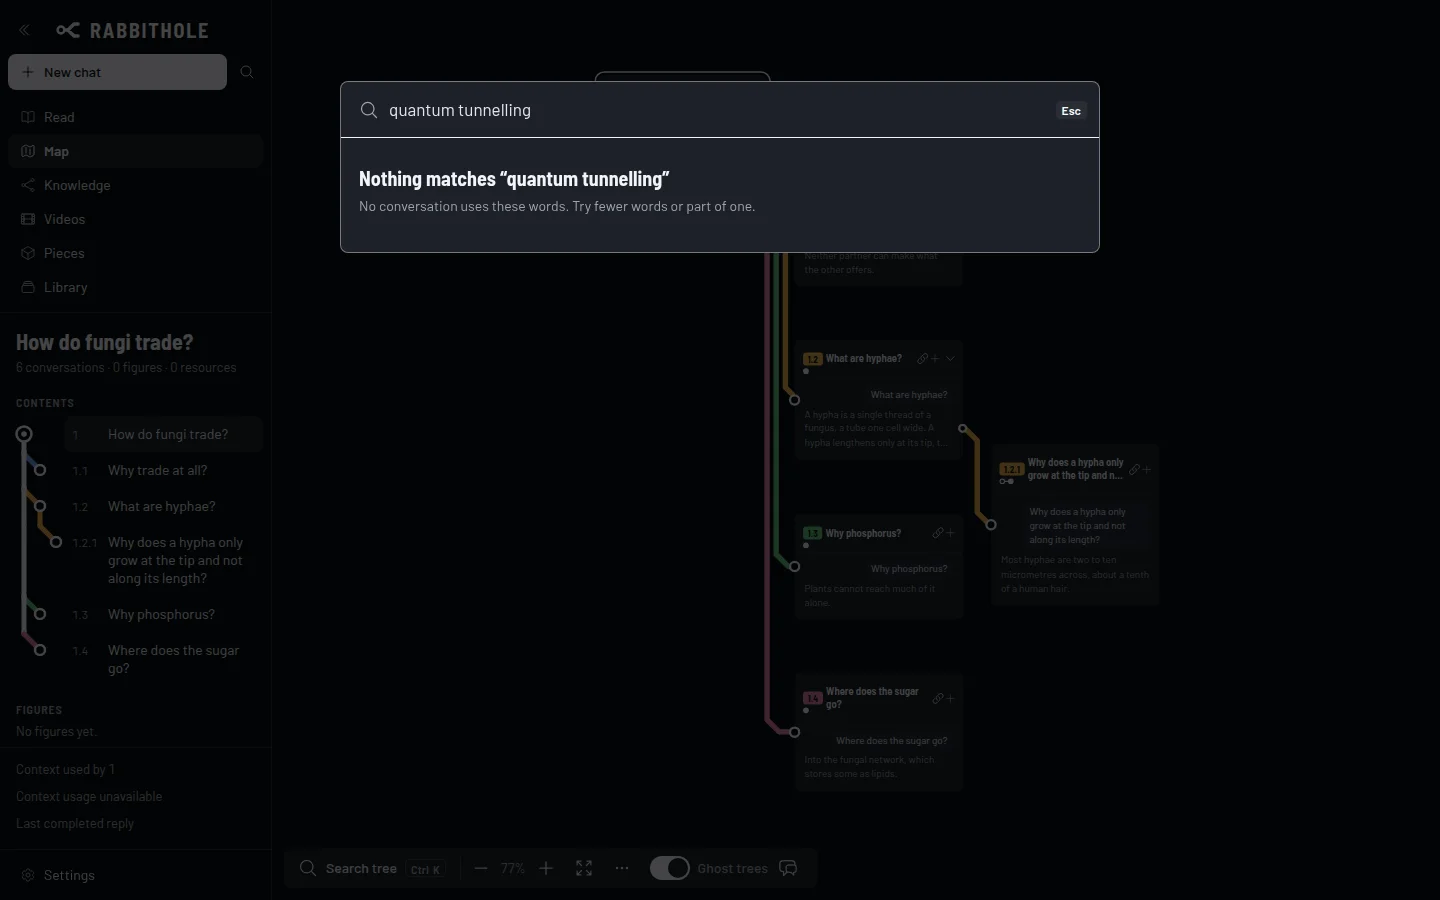 RABBITHOLE
New chat
Read
Map
Knowledge
Videos
Pieces
Library
How do fungi trade?
6 conversations · 0 figures · 0 resources
CONTENTS
1 How do fungi trade?
1.1 Why trade at all?
1.2 What are hyphae?
1.2.1 Why does a hypha only
grow at the tip and not
along its length?
1.3 Why phosphorus?
1.4 Where does the sugar
go?
FIGURES
No figures yet.
Context used by 1
Context usage unavailable
Last completed reply
Settings
quantum tunnelling
Esc
Nothing matches “quantum tunnelling”
No conversation uses these words. Try fewer words or part of one.
Neither partner can make what
the other offers.
1.2 What are hyphae?
What are hyphae?
A hypha is a single thread of a
fungus, a tube one cell wide. A
hypha lengthens only at its tip, t...
1.2.1 Why does a hypha only
grow at the tip and n...
Why does a hypha only
grow at the tip and not
along its length?
Most hyphae are two to ten
micrometres across, about a tenth
of a human hair.
1.3 Why phosphorus?
Why phosphorus?
Plants cannot reach much of it
alone.
1.4 Where does the sugar
go?
Where does the sugar go?
Into the fungal network, which
stores some as lipids.
Search tree Ctrl K
77%
Ghost trees